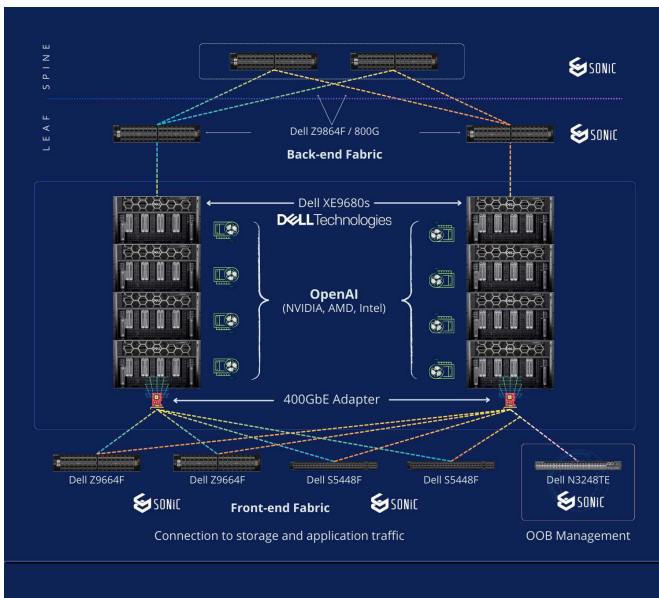 SPINE
SONiC
LEAF
Dell Z9864F / 800G
SONiC
Back-end Fabric
Dell XE9680s
DELLTechnologies
OpenAI
(NVIDIA, AMD, Intel)
400GbE Adapter
Dell Z9664F
Dell Z9664F
Dell S5448F
Dell S5448F
Dell N3248TE
SONiC
Front-end Fabric
SONiC
SONiC
Connection to storage and application traffic
OOB Management